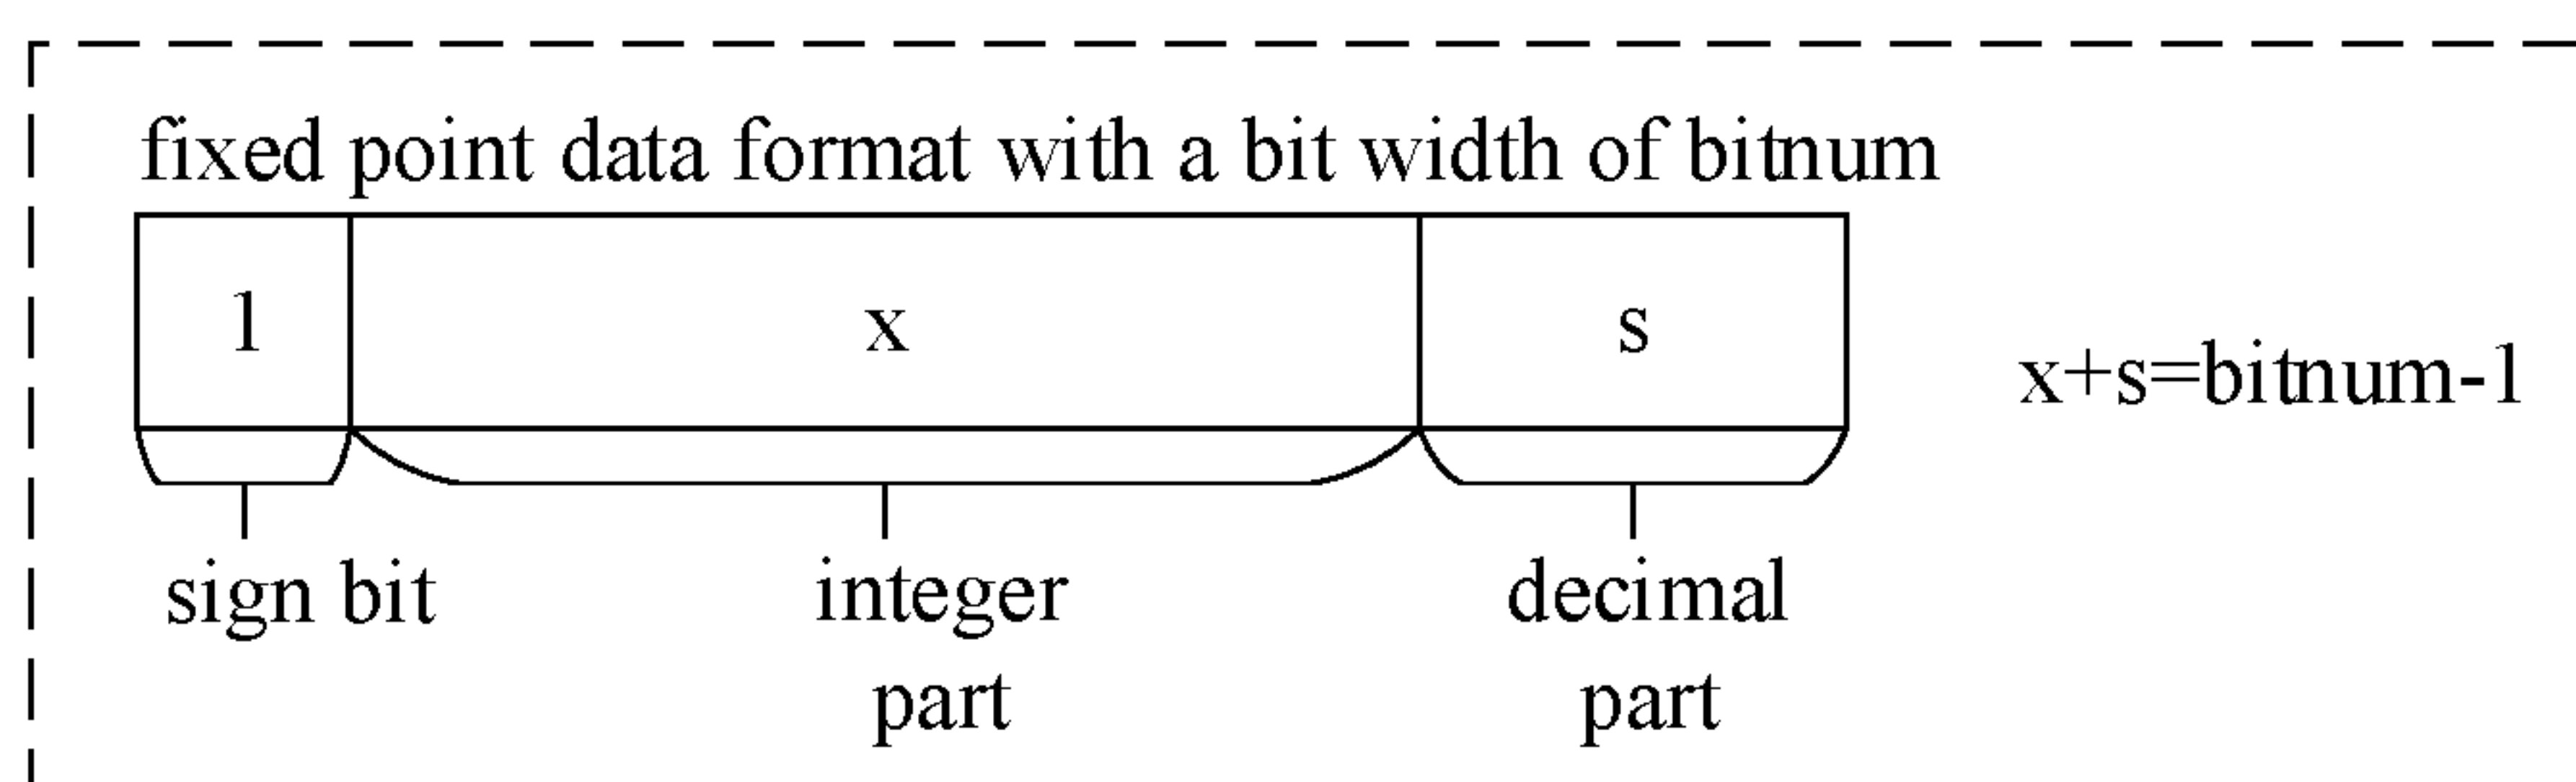 fixed point data format with a bit width of bitnum
1 x s
x+s=bitnum-1
sign bit integer part decimal part